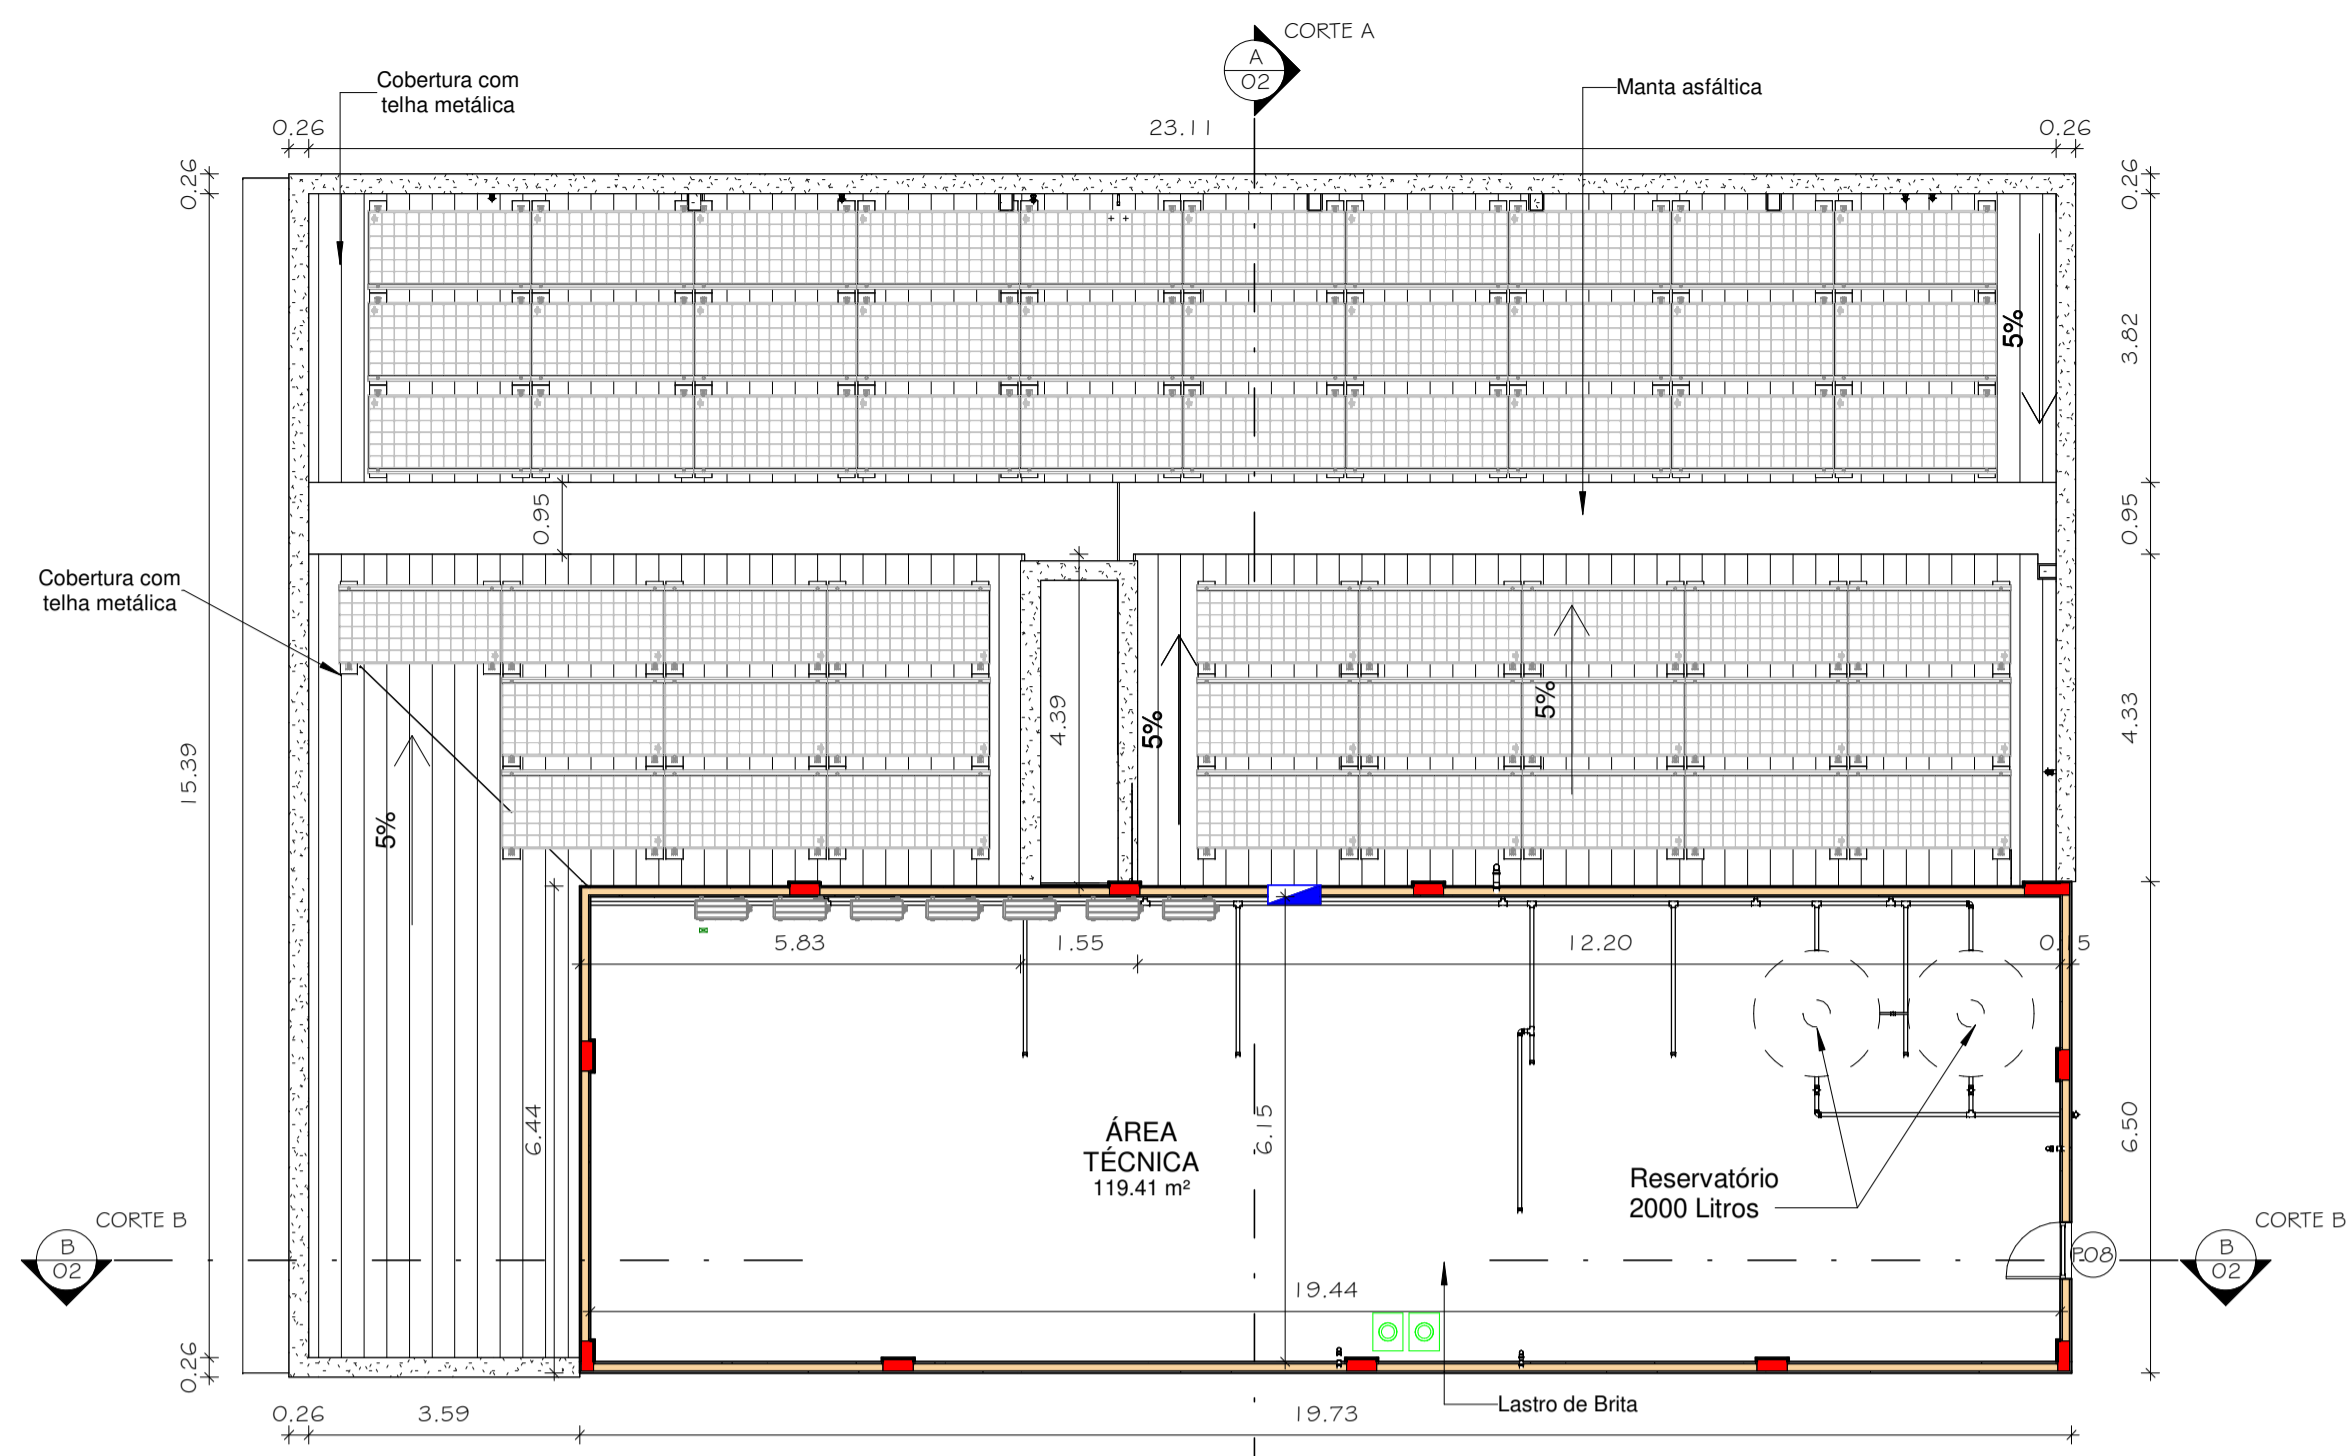 CORTE A
A
02
Cobertura com
telha metálica
Manta asfáltica
0.26
23.11
0.26
0.26
0.26
5%
3.82
0.95
0.95
Cobertura com
telha metálica
4.39
5%
5%
4.33
15.39
5%
5.83
1.55
12.20
0.15
6.44
6.15
ÁREA
TÉCNICA
119.41 m²
6.50
Reservatório
2000 Litros
CORTE B
B
02
CORTE B
B
02
P.08
19.44
0.26
Lastro de Brita
0.26
3.59
19.73